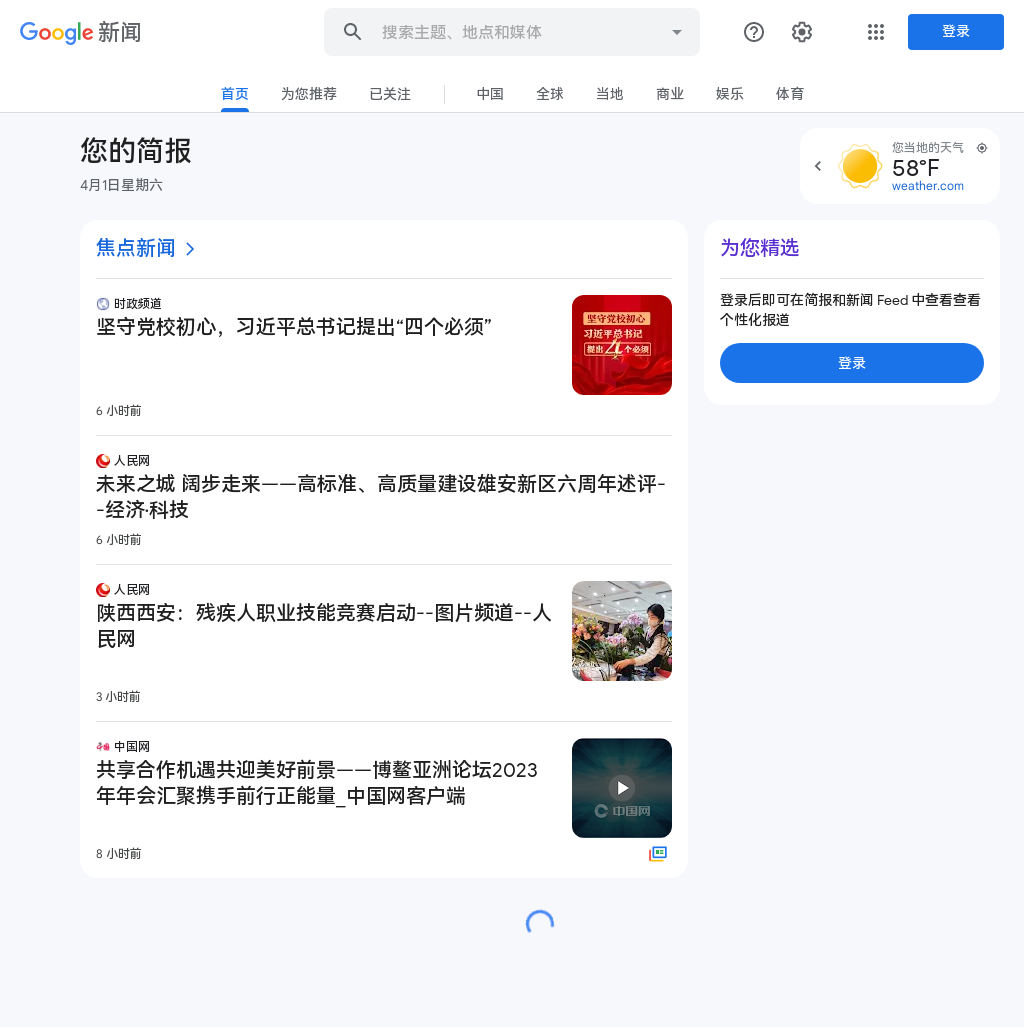 Google 新闻
搜索主题、地点和媒体
登录
首页 为您推荐 已关注 中国 全球 当地 商业 娱乐 体育
您的简报
4月1日星期六
您当地的天气
58°F
weather.com
焦点新闻
时政频道
坚守党校初心，习近平总书记提出“四个必须”
坚守党校初心
习近平总书记
提出4个必须
6 小时前
人民网
未来之城 阔步走来——高标准、高质量建设雄安新区六周年述评-
-经济·科技
6 小时前
人民网
陕西西安：残疾人职业技能竞赛启动--图片频道--人
民网
3 小时前
中国网
共享合作机遇共迎美好前景——博鳌亚洲论坛2023
年年会汇聚携手前行正能量_中国网客户端
中国网
8 小时前
为您精选
登录后即可在简报和新闻 Feed 中查看查看
个性化报道
登录